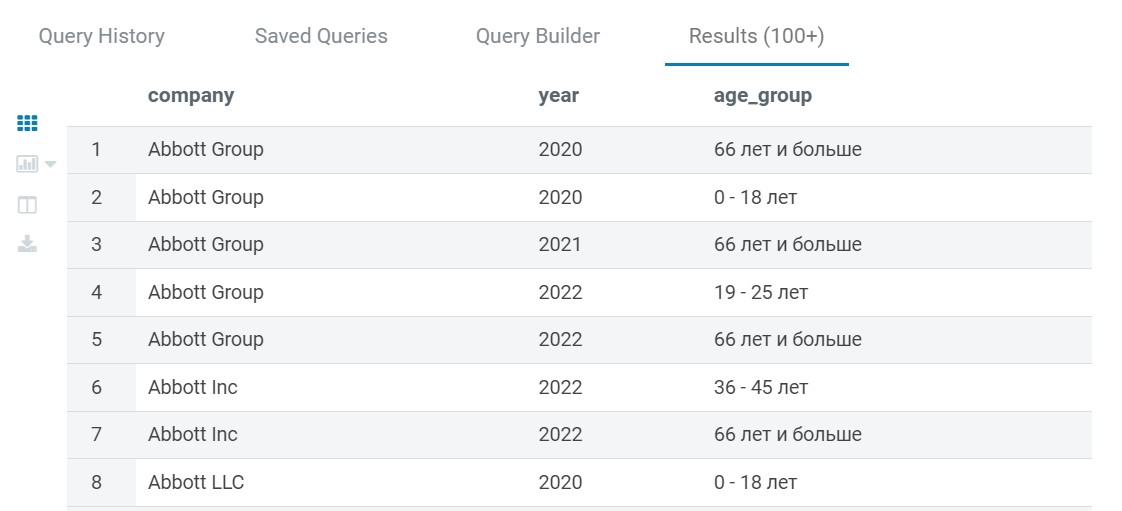 Query History Saved Queries Query Builder Results (100+)
company year age_group
1 Abbott Group 2020 66 лет и больше
2 Abbott Group 2020 0 - 18 лет
3 Abbott Group 2021 66 лет и больше
4 Abbott Group 2022 19 - 25 лет
5 Abbott Group 2022 66 лет и больше
6 Abbott Inc 2022 36 - 45 лет
7 Abbott Inc 2022 66 лет и больше
8 Abbott LLC 2020 0 - 18 лет